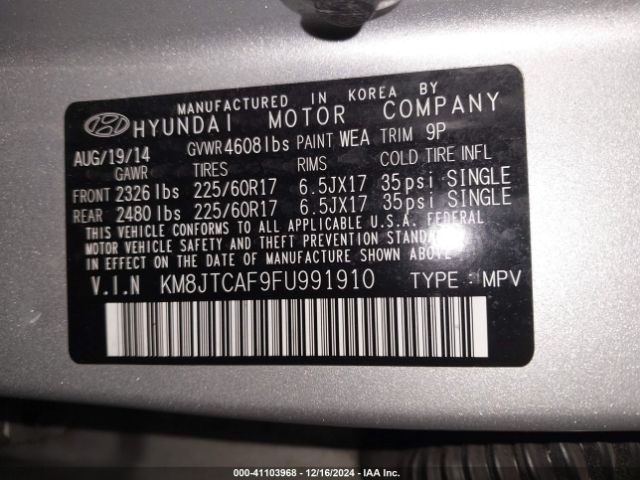 MANUFACTURED IN KOREA BY
HYUNDAI MOTOR COMPANY
AUG/19/14 GVWR 4608lbs PAINT WEA TRIM 9P
GAWR TIRES RIMS COLD TIRE INFL
FRONT 2326 lbs 225/60R17 6.5JX17 35psi SINGLE
REAR 2480 lbs 225/60R17 6.5JX17 35psi SINGLE
THIS VEHICLE CONFORMS TO ALL APPLICABLE U.S.A. FEDERAL
MOTOR VEHICLE SAFETY AND THEFT PREVENTION STANDARDS
IN EFFECT ON THE DATE OF MANUFACTURE SHOWN ABOVE
V.I.N KM8JTCAF9FU991910 TYPE : MPV
000-41103968 - 12/16/2024 - IAA Inc.